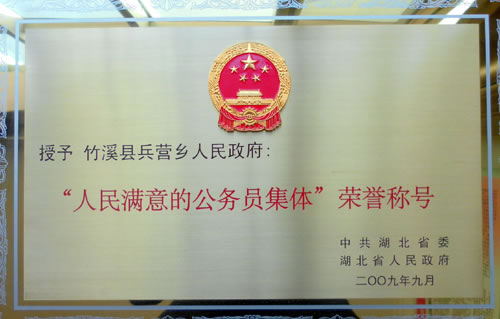 授予 竹溪县兵营乡人民政府：
“人民满意的公务员集体”荣誉称号
中共湖北省委
湖北省人民政府
二〇〇九年九月